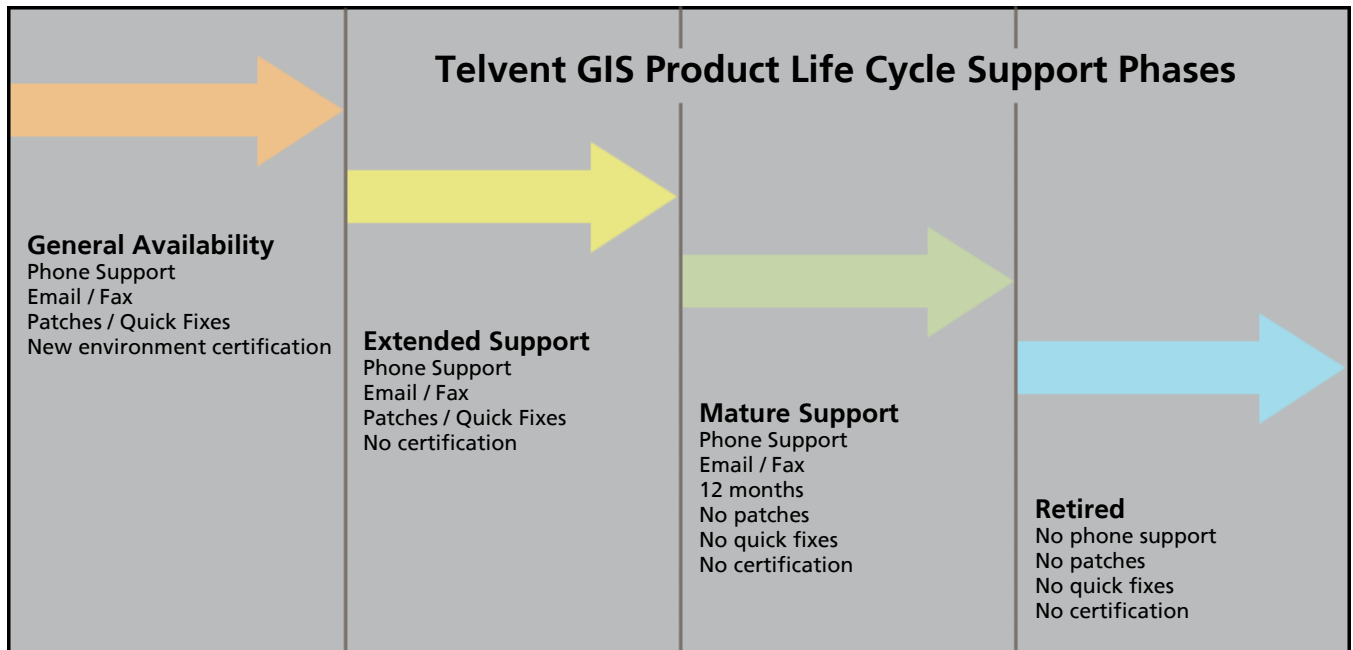 Telvent GIS Product Life Cycle Support Phases
General Availability
Phone Support
Email / Fax
Patches / Quick Fixes
New environment certification
Extended Support
Phone Support
Email / Fax
Patches / Quick Fixes
No certification
Mature Support
Phone Support
Email / Fax
12 months
No patches
No quick fixes
No certification
Retired
No phone support
No patches
No quick fixes
No certification